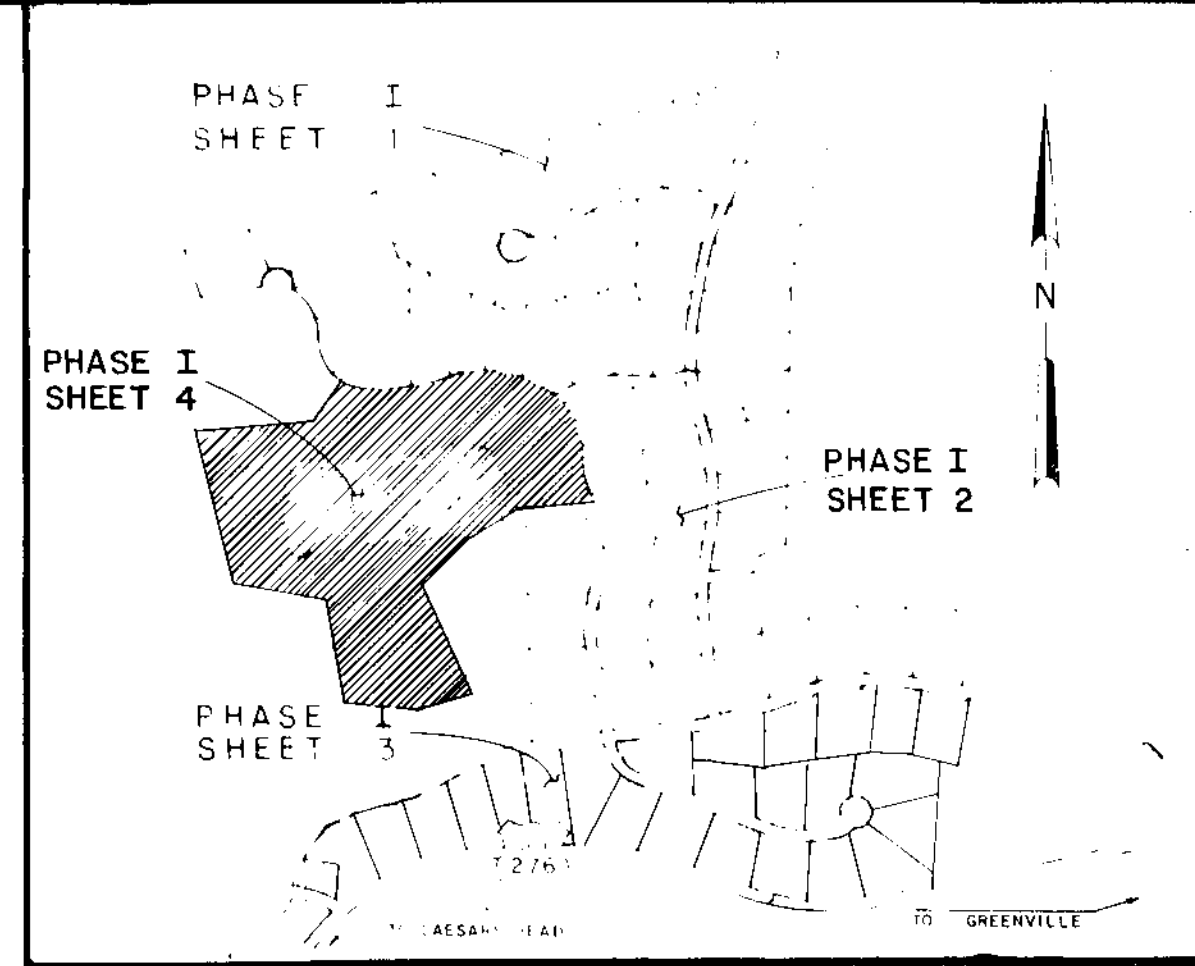 PHASE I
SHEET 1
N
PHASE I
SHEET 4
PHASE I
SHEET 2
PHASE I
SHEET 3
276
TO GREENVILLE